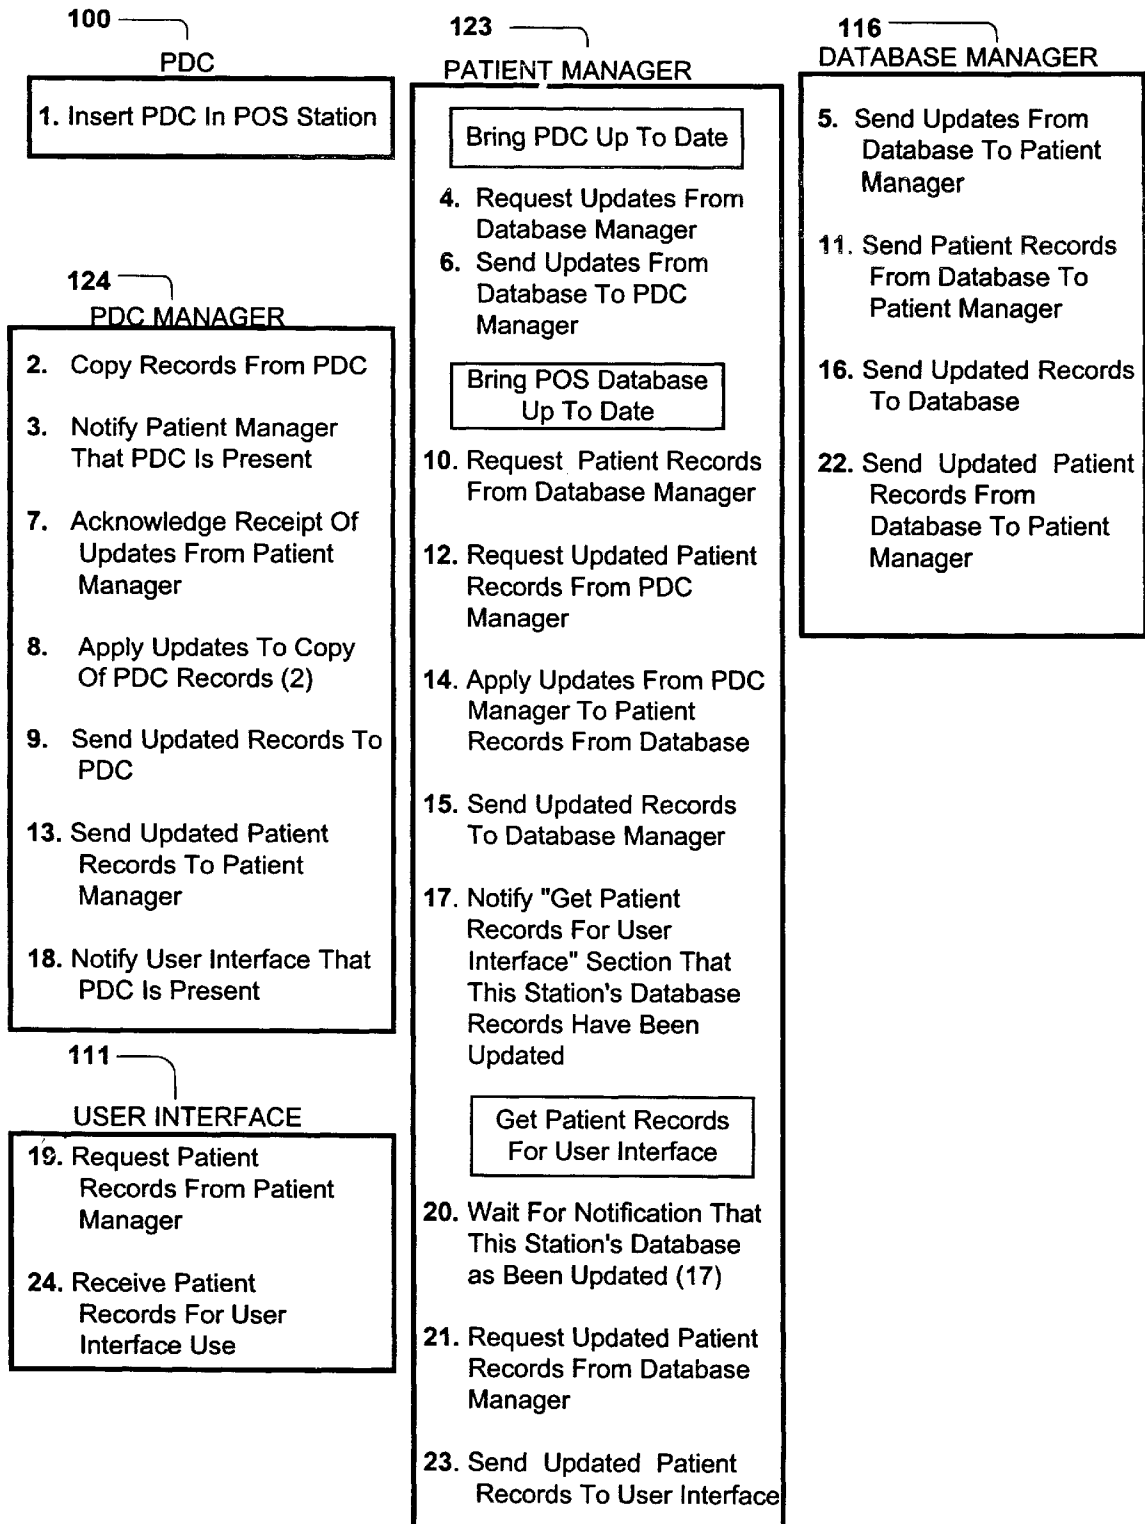 100
PDC
1. Insert PDC In POS Station
124
PDC MANAGER
2. Copy Records From PDC
3. Notify Patient Manager
That PDC Is Present
7. Acknowledge Receipt Of
Updates From Patient
Manager
8. Apply Updates To Copy
Of PDC Records (2)
9. Send Updated Records To
PDC
13. Send Updated Patient
Records To Patient
Manager
18. Notify User Interface That
PDC Is Present
111
USER INTERFACE
19. Request Patient
Records From Patient
Manager
24. Receive Patient
Records For User
Interface Use
123
PATIENT MANAGER
Bring PDC Up To Date
4. Request Updates From
Database Manager
6. Send Updates From
Database To PDC
Manager
Bring POS Database
Up To Date
10. Request Patient Records
From Database Manager
12. Request Updated Patient
Records From PDC
Manager
14. Apply Updates From PDC
Manager To Patient
Records From Database
15. Send Updated Records
To Database Manager
17. Notify "Get Patient
Records For User
Interface" Section That
This Station's Database
Records Have Been
Updated
Get Patient Records
For User Interface
20. Wait For Notification That
This Station's Database
as Been Updated (17)
21. Request Updated Patient
Records From Database
Manager
23. Send Updated Patient
Records To User Interface
116
DATABASE MANAGER
5. Send Updates From
Database To Patient
Manager
11. Send Patient Records
From Database To
Patient Manager
16. Send Updated Records
To Database
22. Send Updated Patient
Records From
Database To Patient
Manager